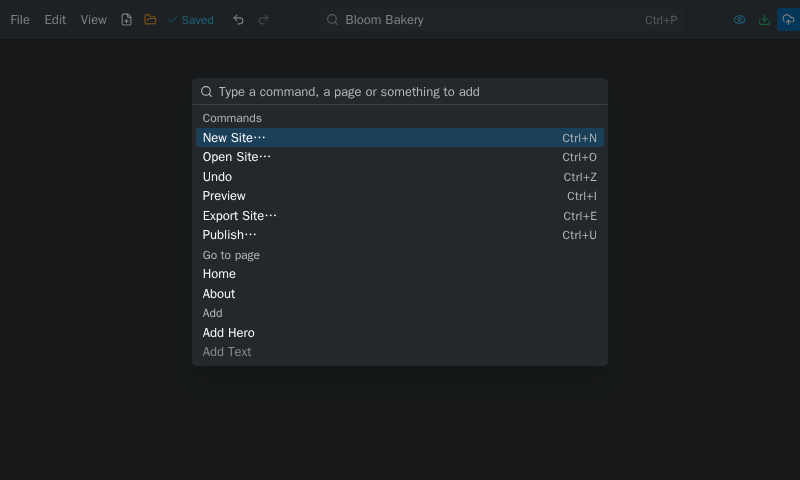 File Edit View Saved Bloom Bakery Ctrl+P
Type a command, a page or something to add
Commands
New Site··· Ctrl+N
Open Site··· Ctrl+O
Undo Ctrl+Z
Preview Ctrl+I
Export Site··· Ctrl+E
Publish··· Ctrl+U
Go to page
Home
About
Add
Add Hero
Add Text